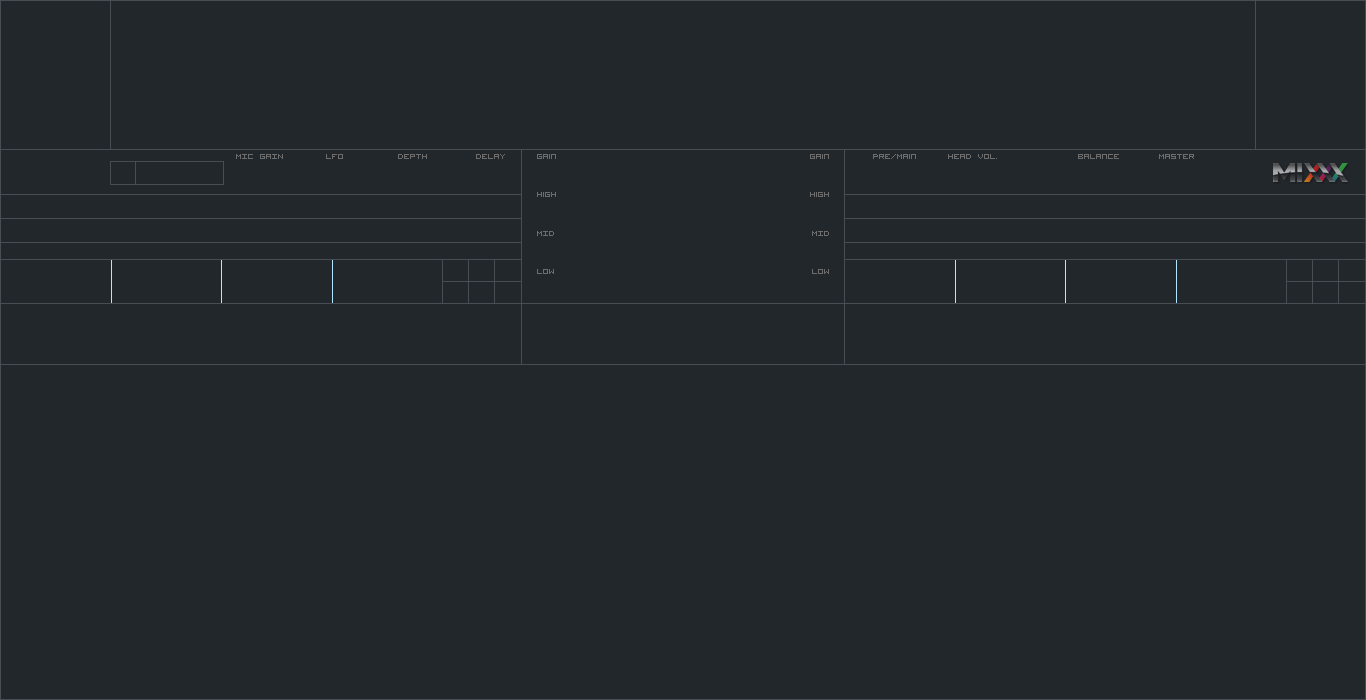 MIC GAIN LFO DEPTH DELAY GAIN GAIN PRE/MAIN HEAD VOL. BALANCE MASTER
MIXXX
HIGH HIGH
MID MID
LOW LOW